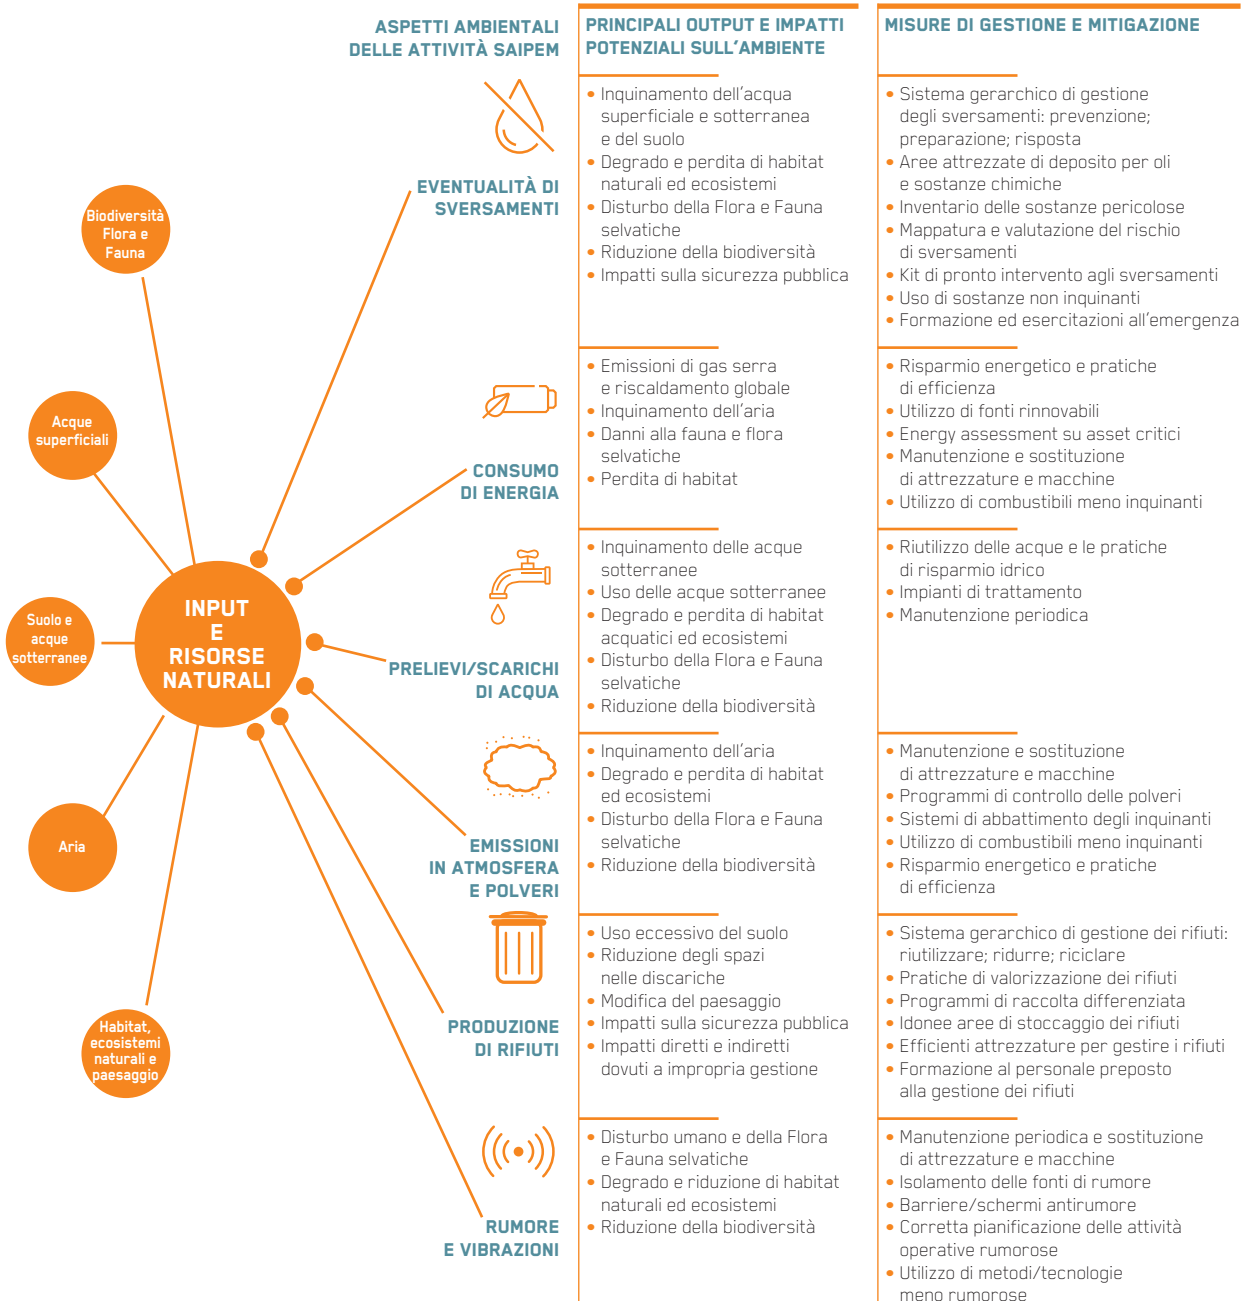 ASPETTI AMBIENTALI
DELLE ATTIVITÀ SAIPEM
PRINCIPALI OUTPUT E IMPATTI
POTENZIALI SULL'AMBIENTE
MISURE DI GESTIONE E MITIGAZIONE
Biodiversità
Flora e
Fauna
Acque
superficiali
Suolo e
acque
sotterranee
Aria
Habitat,
ecosistemi
naturali e
paesaggio
INPUT
E
RISORSE
NATURALI
EVENTUALITÀ DI
SVERSAMENTI
• Inquinamento dell'acqua
superficiale e sotterranea
e del suolo
• Degrado e perdita di habitat
naturali ed ecosistemi
• Disturbo della Flora e Fauna
selvatiche
• Riduzione della biodiversità
• Impatti sulla sicurezza pubblica
• Sistema gerarchico di gestione
degli sversamenti: prevenzione;
preparazione; risposta
• Aree attrezzate di deposito per oli
e sostanze chimiche
• Inventario delle sostanze pericolose
• Mappatura e valutazione del rischio
di sversamenti
• Kit di pronto intervento agli sversamenti
• Uso di sostanze non inquinanti
• Formazione ed esercitazioni all'emergenza
CONSUMO
DI ENERGIA
• Emissioni di gas serra
e riscaldamento globale
• Inquinamento dell'aria
• Danni alla fauna e flora
selvatiche
• Perdita di habitat
• Risparmio energetico e pratiche
di efficienza
• Utilizzo di fonti rinnovabili
• Energy assessment su asset critici
• Manutenzione e sostituzione
di attrezzature e macchine
• Utilizzo di combustibili meno inquinanti
PRELIEVI/SCARICHI
DI ACQUA
• Inquinamento delle acque
sotterranee
• Uso delle acque sotterranee
• Degrado e perdita di habitat
acquatici ed ecosistemi
• Disturbo della Flora e Fauna
selvatiche
• Riduzione della biodiversità
• Riutilizzo delle acque e le pratiche
di risparmio idrico
• Impianti di trattamento
• Manutenzione periodica
EMISSIONI
IN ATMOSFERA
E POLVERI
• Inquinamento dell'aria
• Degrado e perdita di habitat
ed ecosistemi
• Disturbo della Flora e Fauna
selvatiche
• Riduzione della biodiversità
• Manutenzione e sostituzione
di attrezzature e macchine
• Programmi di controllo delle polveri
• Sistemi di abbattimento degli inquinanti
• Utilizzo di combustibili meno inquinanti
• Risparmio energetico e pratiche
di efficienza
PRODUZIONE
DI RIFIUTI
• Uso eccessivo del suolo
• Riduzione degli spazi
nelle discariche
• Modifica del paesaggio
• Impatti sulla sicurezza pubblica
• Impatti diretti e indiretti
dovuti a impropria gestione
• Sistema gerarchico di gestione dei rifiuti:
riutilizzare; ridurre; riciclare
• Pratiche di valorizzazione dei rifiuti
• Programmi di raccolta differenziata
• Idonee aree di stoccaggio dei rifiuti
• Efficienti attrezzature per gestire i rifiuti
• Formazione al personale preposto
alla gestione dei rifiuti
RUMORE
E VIBRAZIONI
• Disturbo umano e della Flora
e Fauna selvatiche
• Degrado e riduzione di habitat
naturali ed ecosistemi
• Riduzione della biodiversità
• Manutenzione periodica e sostituzione
di attrezzature e macchine
• Isolamento delle fonti di rumore
• Barriere/schermi antirumore
• Corretta pianificazione delle attività
operative rumorose
• Utilizzo di metodi/tecnologie
meno rumorose